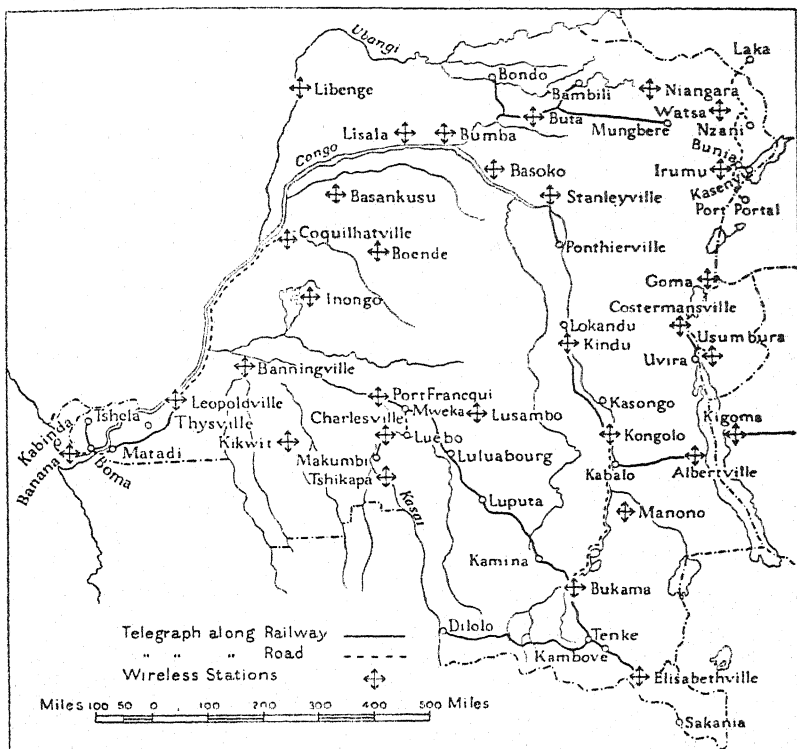 Ubangi
Laka
Bondo
Libenge
Bambili
Niangara
Watsa
Buta
Mungbere
Nzani
Lisala
Bumba
Bunia
Congo
Basoko
Irumu
Kasenyi
Basankusu
Stanleyville
Port Portal
Coquilhatville
Boende
Ponthierville
Goma
Inongo
Costermansville
Lokandu
Usumbura
Kindu
Uvira
Banningville
Port Francqui
Leopoldville
Mweka
Kasongo
Tshela
Lusambo
Kigoma
Thysville
Charlesville
Kabinda
Kikwit
Luebo
Kongolo
Matadi
Banana
Boma
Makumbi
Luluabourg
Kabalo
Albertville
Tshikapa
Kasai
Luputa
Manono
Kamina
Bukama
Telegraph along Railway
" " " Road
Dilolo
Tenke
Kambove
Wireless Stations
Elisabethville
Miles 100 50 0 100 200 300 400 500 Miles
Sakania